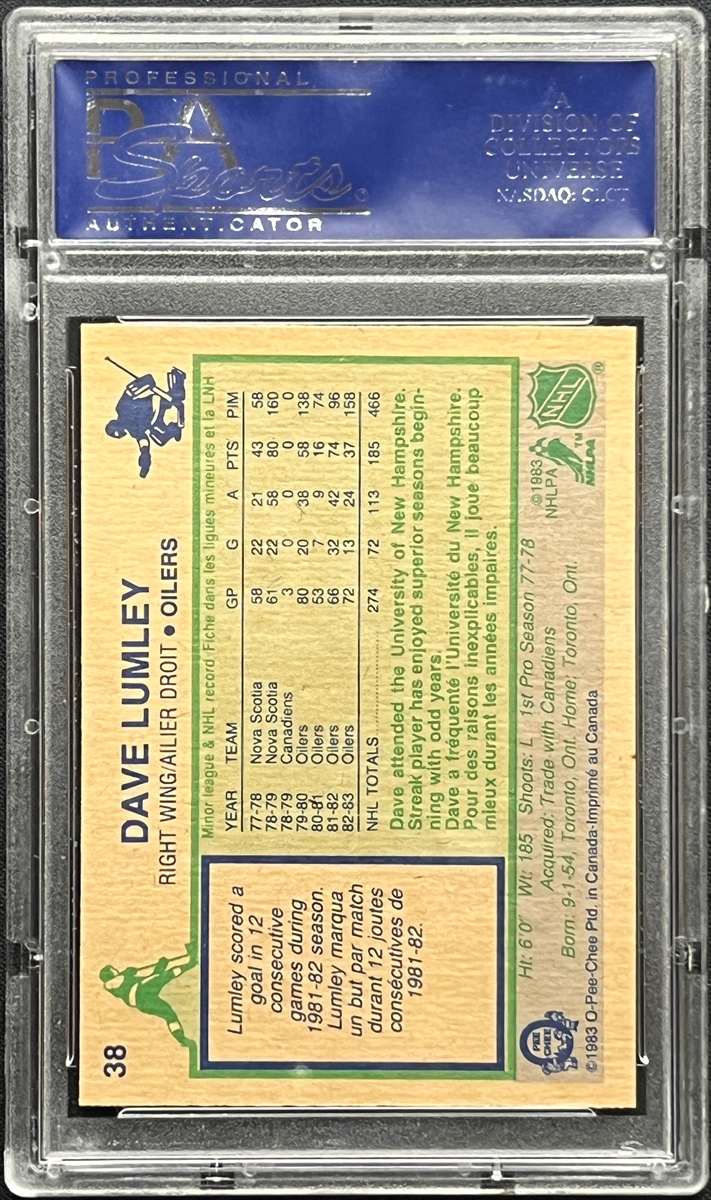 PROFESSIONAL
PSA
Sports.
AUTHENTICATOR
A
DIVISION OF
COLLECTORS
UNIVERSE
NASDAQ: CLCT
38
DAVE LUMLEY
RIGHT WING/AILIER DROIT • OILERS
Lumley scored a
goal in 12
consecutive
games during
1981-82 season.
Lumley marqua
un but par match
durant 12 joutes
consécutives de
1981-82.
Minor league & NHL record/Fiche dans les ligues mineures et la LNH
YEAR TEAM GP G A PTS PIM
77-78 Nova Scotia 58 22 21 43 58
78-79 Nova Scotia 61 22 58 80 160
78-79 Canadiens 3 0 0 0 0
79-80 Oilers 80 20 38 58 138
80-81 Oilers 53 7 9 16 74
81-82 Oilers 66 32 42 74 96
82-83 Oilers 72 13 24 37 158
NHL TOTALS 274 72 113 185 466
Dave attended the University of New Hampshire.
Streak player has enjoyed superior seasons begin-
ning with odd years.
Dave a fréquenté l'Université du New Hampshire.
Pour des raisons inexplicables, il joue beaucoup
mieux durant les années impaires.
Ht: 6'0" Wt: 185 Shoots: L 1st Pro Season 77-78
Acquired: Trade with Canadiens
Born: 9-1-54, Toronto, Ont. Home: Toronto, Ont.
©1983
NHLPA
NHLPA™
NHL®
O
PEE
CHEE
©1983 O-Pee-Chee Ptd. in Canada-Imprimé au Canada